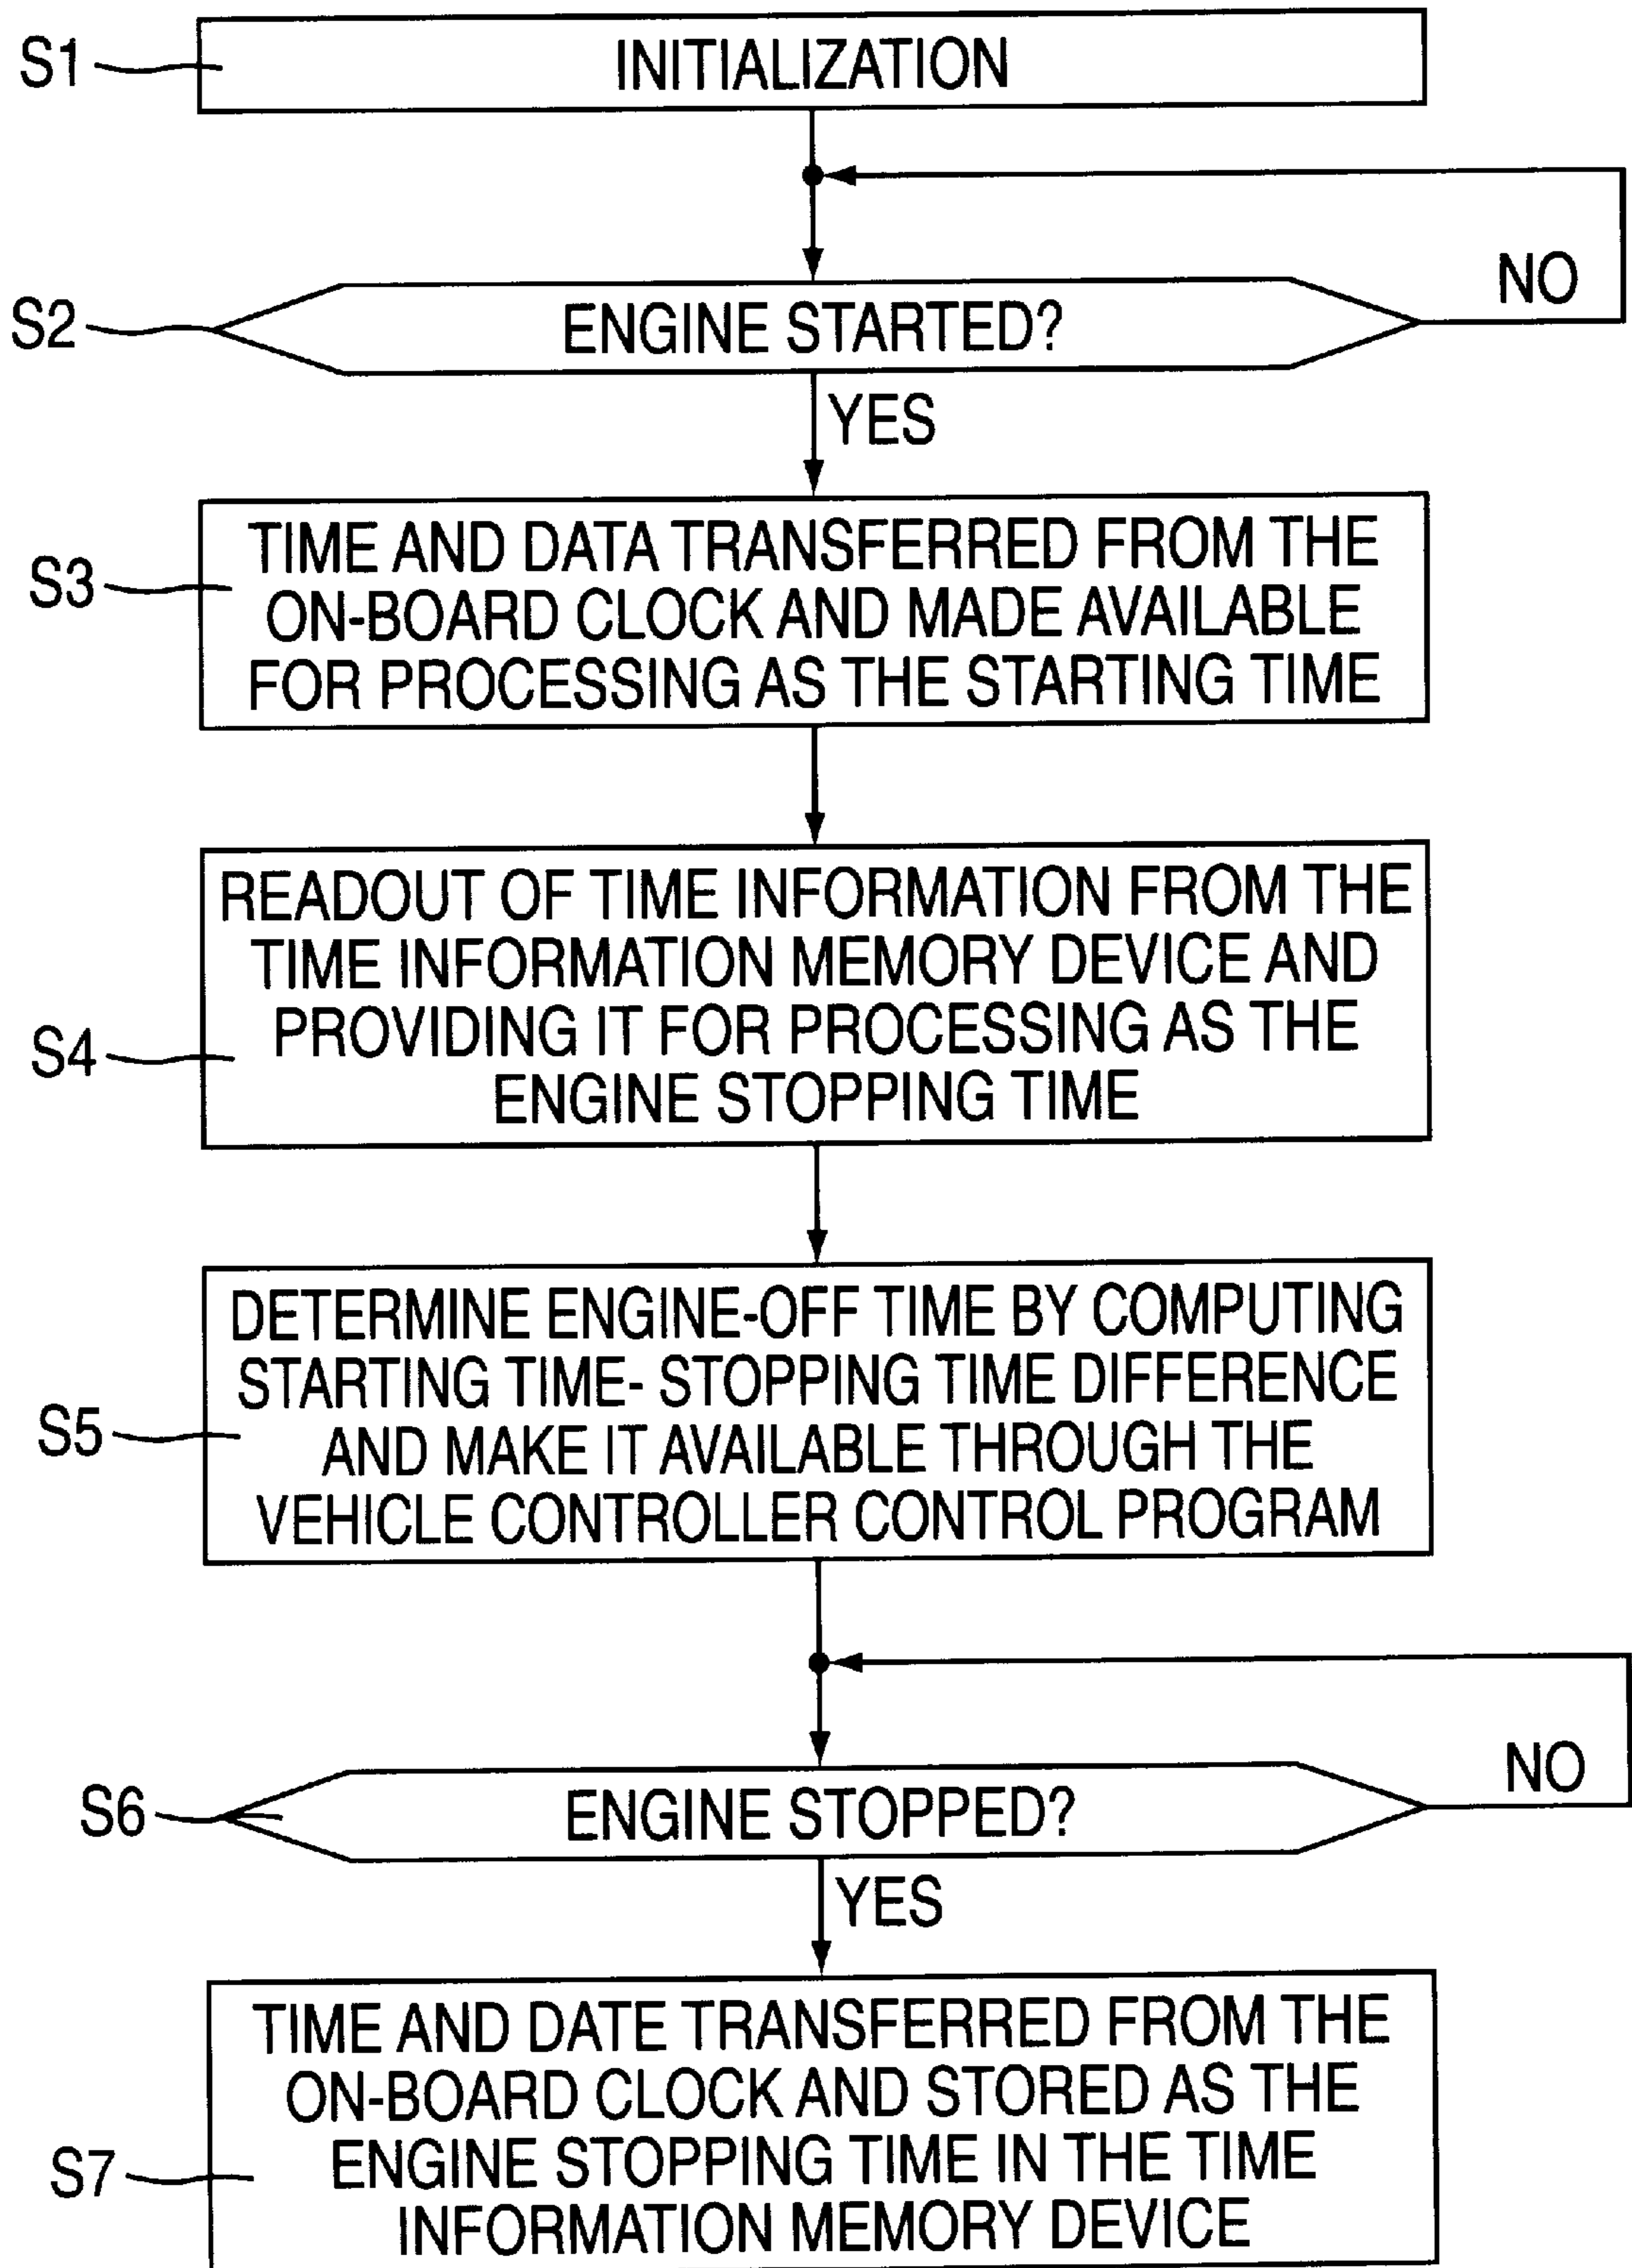 S1
INITIALIZATION
NO
S2
ENGINE STARTED?
YES
S3
TIME AND DATA TRANSFERRED FROM THE
ON-BOARD CLOCK AND MADE AVAILABLE
FOR PROCESSING AS THE STARTING TIME
S4
READOUT OF TIME INFORMATION FROM THE
TIME INFORMATION MEMORY DEVICE AND
PROVIDING IT FOR PROCESSING AS THE
ENGINE STOPPING TIME
S5
DETERMINE ENGINE-OFF TIME BY COMPUTING
STARTING TIME- STOPPING TIME DIFFERENCE
AND MAKE IT AVAILABLE THROUGH THE
VEHICLE CONTROLLER CONTROL PROGRAM
NO
S6
ENGINE STOPPED?
YES
S7
TIME AND DATE TRANSFERRED FROM THE
ON-BOARD CLOCK AND STORED AS THE
ENGINE STOPPING TIME IN THE TIME
INFORMATION MEMORY DEVICE